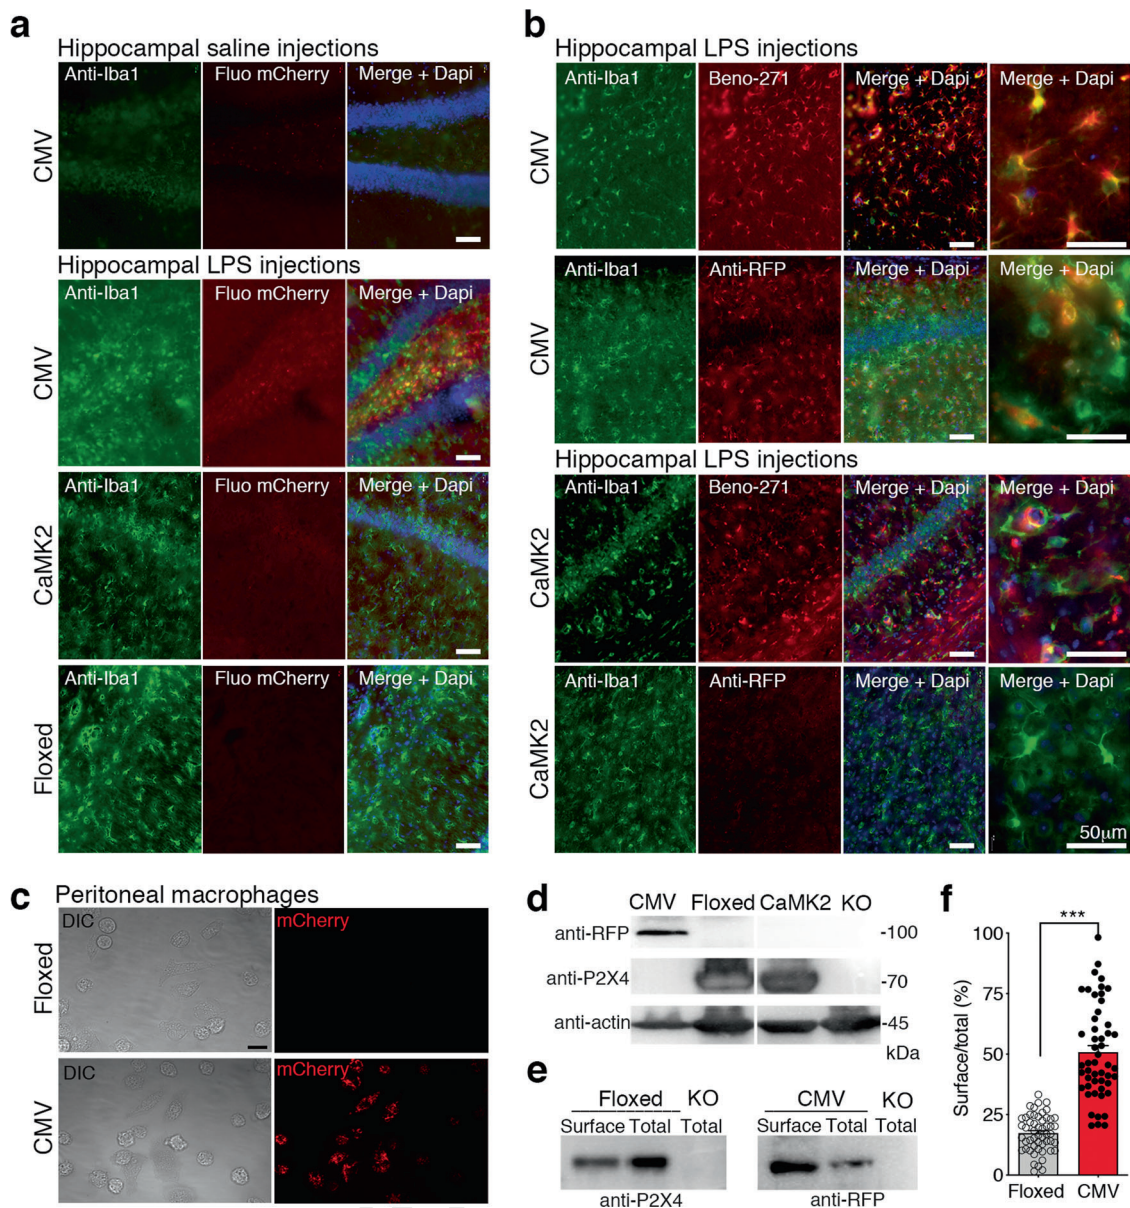 a
Hippocampal saline injections
Anti-Iba1 Fluo mCherry Merge + Dapi
CMV
Hippocampal LPS injections
Anti-Iba1 Fluo mCherry Merge + Dapi
CMV
Anti-Iba1 Fluo mCherry Merge + Dapi
CaMK2
Anti-Iba1 Fluo mCherry Merge + Dapi
Floxed
b
Hippocampal LPS injections
Anti-Iba1 Beno-271 Merge + Dapi Merge + Dapi
CMV
Anti-Iba1 Anti-RFP Merge + Dapi Merge + Dapi
CMV
Hippocampal LPS injections
Anti-Iba1 Beno-271 Merge + Dapi Merge + Dapi
CaMK2
Anti-Iba1 Anti-RFP Merge + Dapi Merge + Dapi
CaMK2
50µm
c
Peritoneal macrophages
DIC mCherry
Floxed
DIC mCherry
CMV
d
CMV Floxed CaMK2 KO
anti-RFP -100
anti-P2X4 -70
anti-actin -45
kDa
e
Floxed KO
Surface Total Total
anti-P2X4
CMV KO
Surface Total Total
anti-RFP
f
***
Surface/total (%)
100
75
50
25
0
Floxed CMV